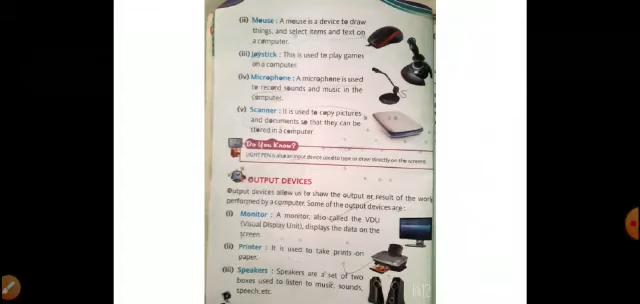 (ii) Mouse : A mouse is a device to draw
things, and select items and text on
a computer.
(iii) Joystick : This is used to play games
on a computer.
(iv) Microphone : A microphone is used
to record sounds and music in the
computer.
(v) Scanner : It is used to copy pictures
and documents so that they can be
stored in a computer.
Do You Know?
LIGHT PEN is also an input device used to type or draw directly on the screen.
OUTPUT DEVICES
Output devices allow us to show the output or result of the work
performed by a computer. Some of the output devices are :
(i) Monitor : A monitor, also called the VDU
(Visual Display Unit), displays the data on the
screen.
(ii) Printer : It is used to take prints on
paper.
(iii) Speakers : Speakers are a set of two
boxes used to listen to music, sounds,
speech, etc.